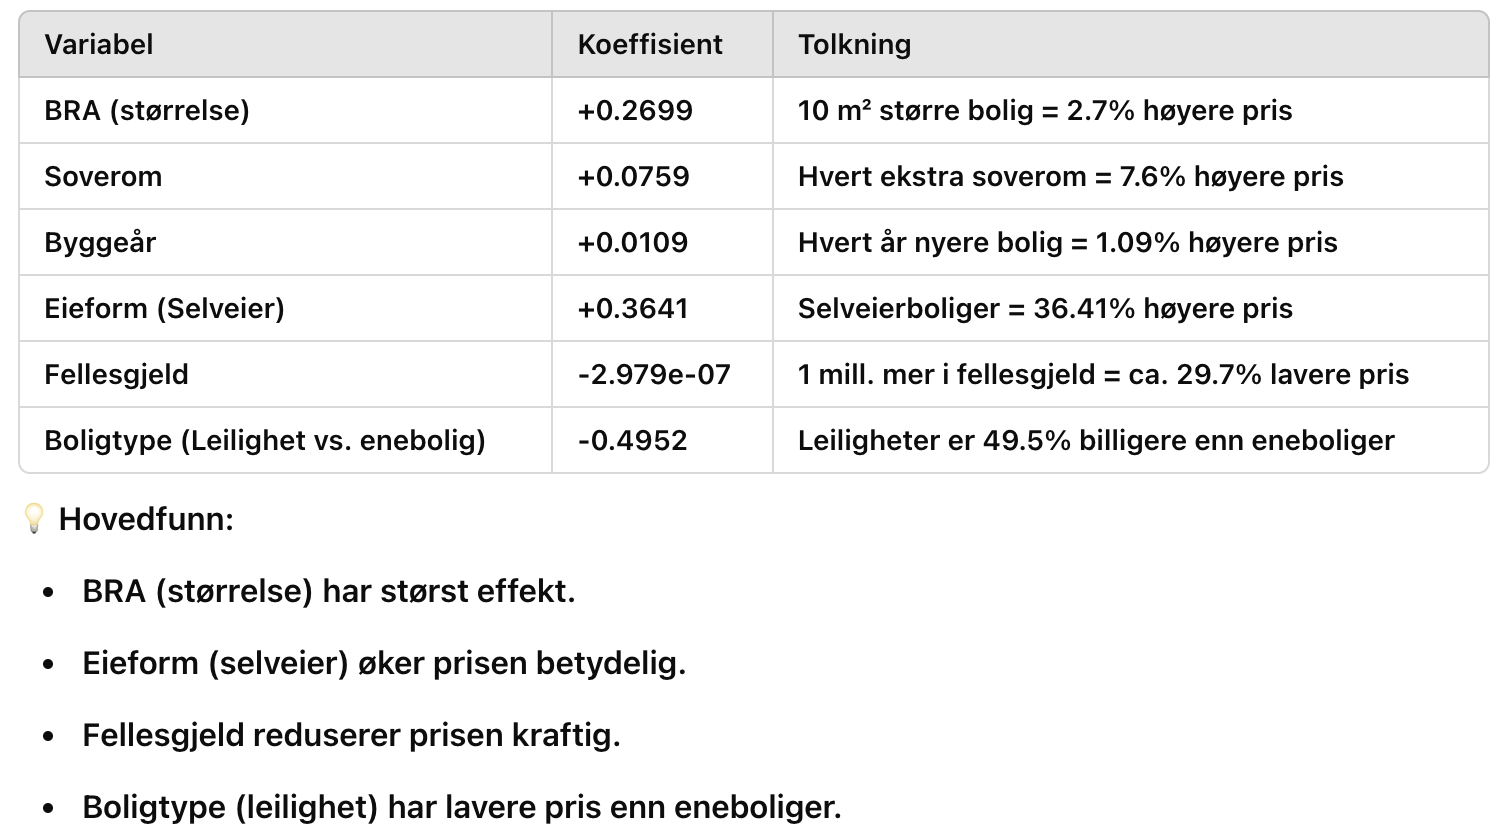 Variabel Koeffisient Tolkning
BRA (størrelse) +0.2699 10 m² større bolig = 2.7% høyere pris
Soverom +0.0759 Hvert ekstra soverom = 7.6% høyere pris
Byggeår +0.0109 Hvert år nyere bolig = 1.09% høyere pris
Eieform (Selveier) +0.3641 Selveierboliger = 36.41% høyere pris
Fellesgjeld -2.979e-07 1 mill. mer i fellesgjeld = ca. 29.7% lavere pris
Boligtype (Leilighet vs. enebolig) -0.4952 Leiligheter er 49.5% billigere enn eneboliger
💡 Hovedfunn:
• BRA (størrelse) har størst effekt.
• Eieform (selveier) øker prisen betydelig.
• Fellesgjeld reduserer prisen kraftig.
• Boligtype (leilighet) har lavere pris enn eneboliger.